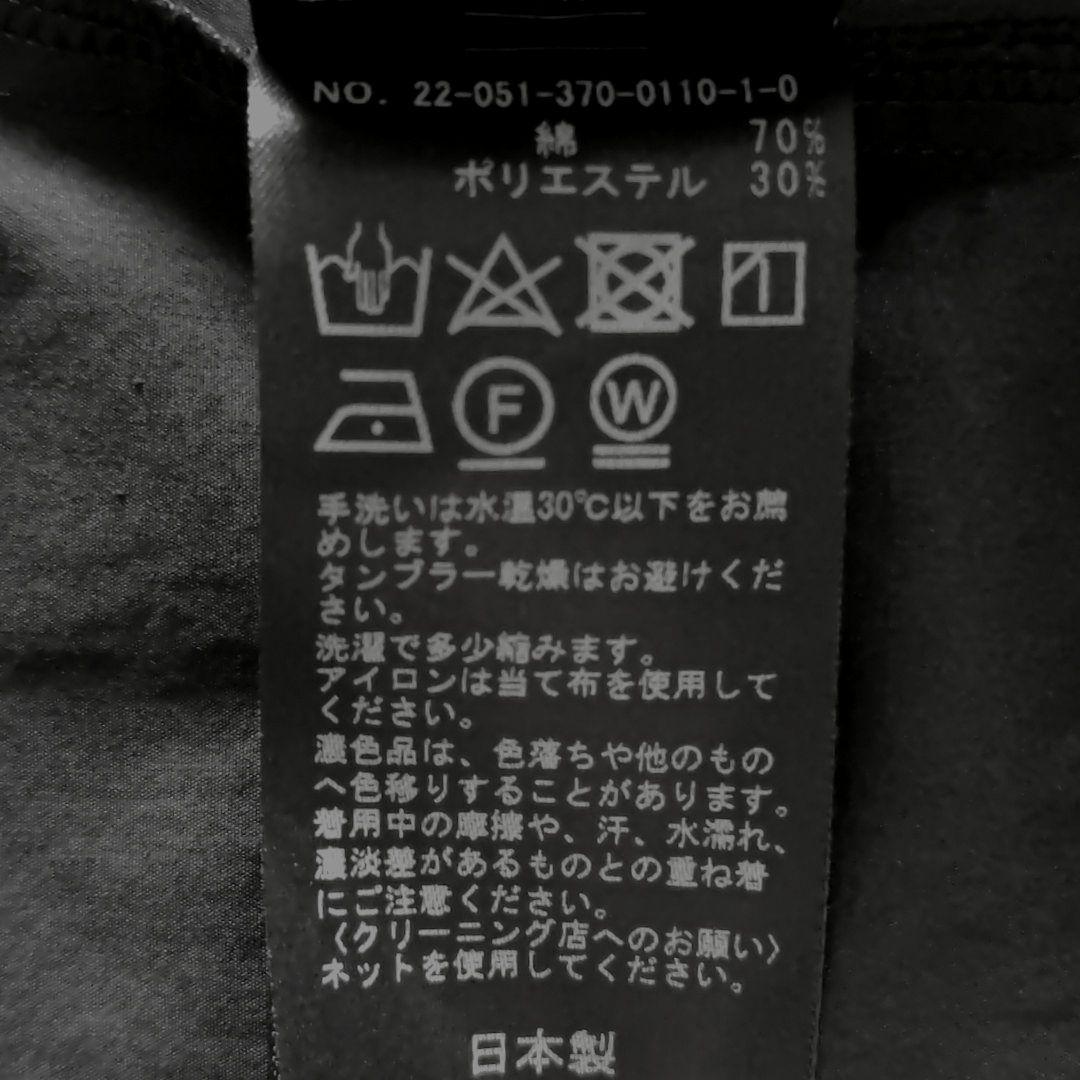 NO. 22-051-370-0110-1-0
綿 70%
ポリエステル 30%
F W
手洗いは水温30℃以下をお薦
めします。
タンブラー乾燥はお避けくだ
さい。
洗濯で多少縮みます。
アイロンは当て布を使用して
ください。
濃色品は、色落ちや他のもの
へ色移りすることがあります。
着用中の摩擦や、汗、水濡れ、
濃淡差があるものとの重ね着
にご注意ください。
〈クリーニング店へのお願い〉
ネットを使用してください。
日本製